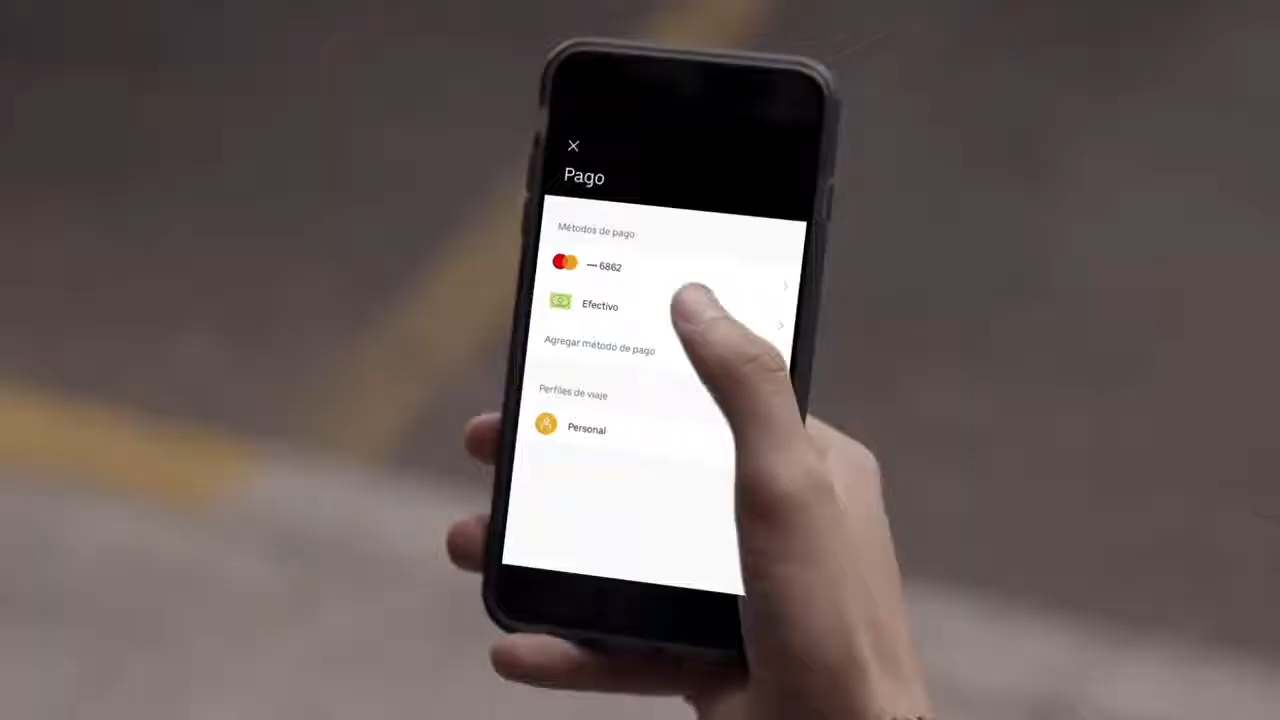 Pago
Métodos de pago
•••• 6862
Efectivo
Agregar método de pago
Perfiles de viaje
Personal